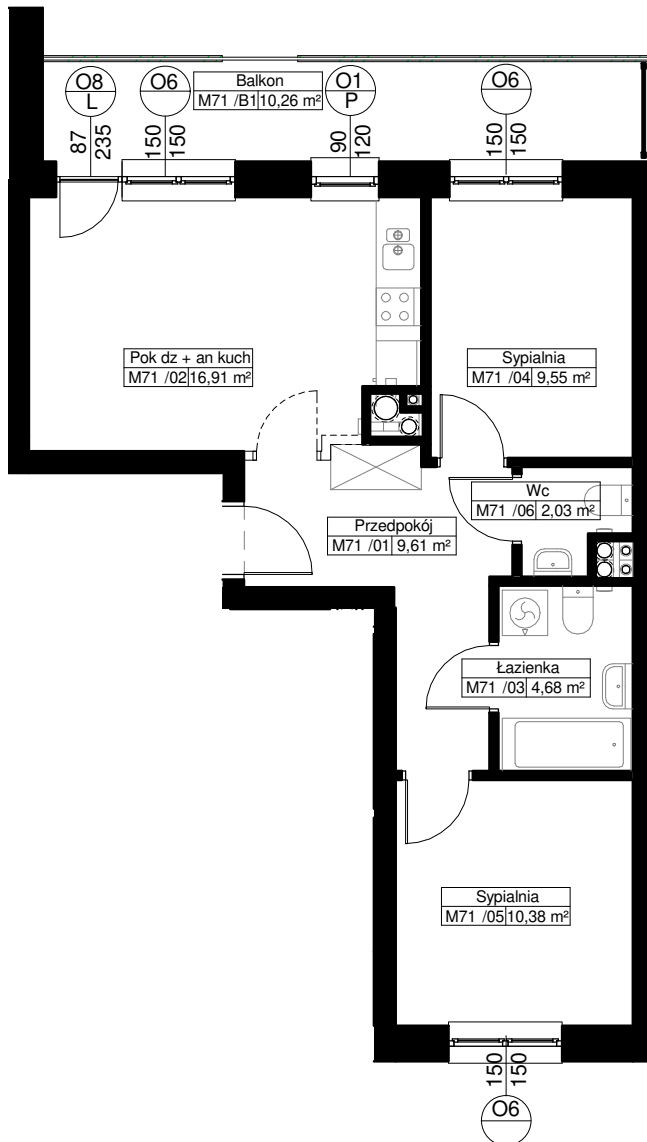 O8
L
87
235
O6
150
150
Balkon
M71 /B1 10,26 m²
O1
P
90
120
O6
150
150
Pok dz + an kuch
M71 /02 16,91 m²
Sypialnia
M71 /04 9,55 m²
Wc
M71 /06 2,03 m²
Przedpokój
M71 /01 9,61 m²
Łazienka
M71 /03 4,68 m²
Sypialnia
M71 /05 10,38 m²
150
150
O6